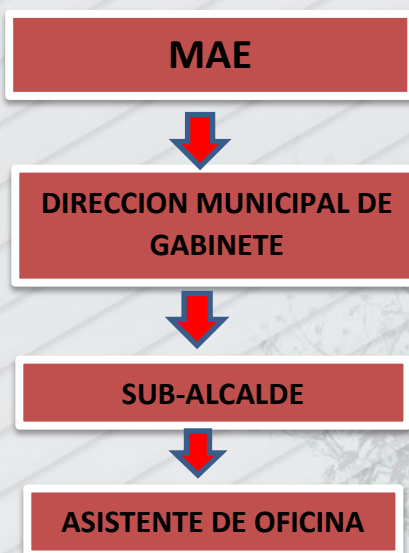 MAE
DIRECCION MUNICIPAL DE
GABINETE
SUB-ALCALDE
ASISTENTE DE OFICINA